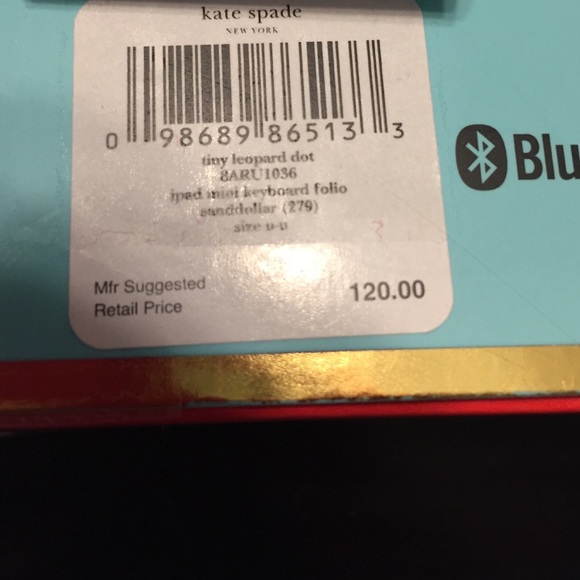 kate spade
NEW YORK
0 98689 86513 3
tiny leopard dot
8ARU1036
ipad mini keyboard folio
sanddollar (279)
size u-u
Mfr Suggested
Retail Price
120.00
Blu